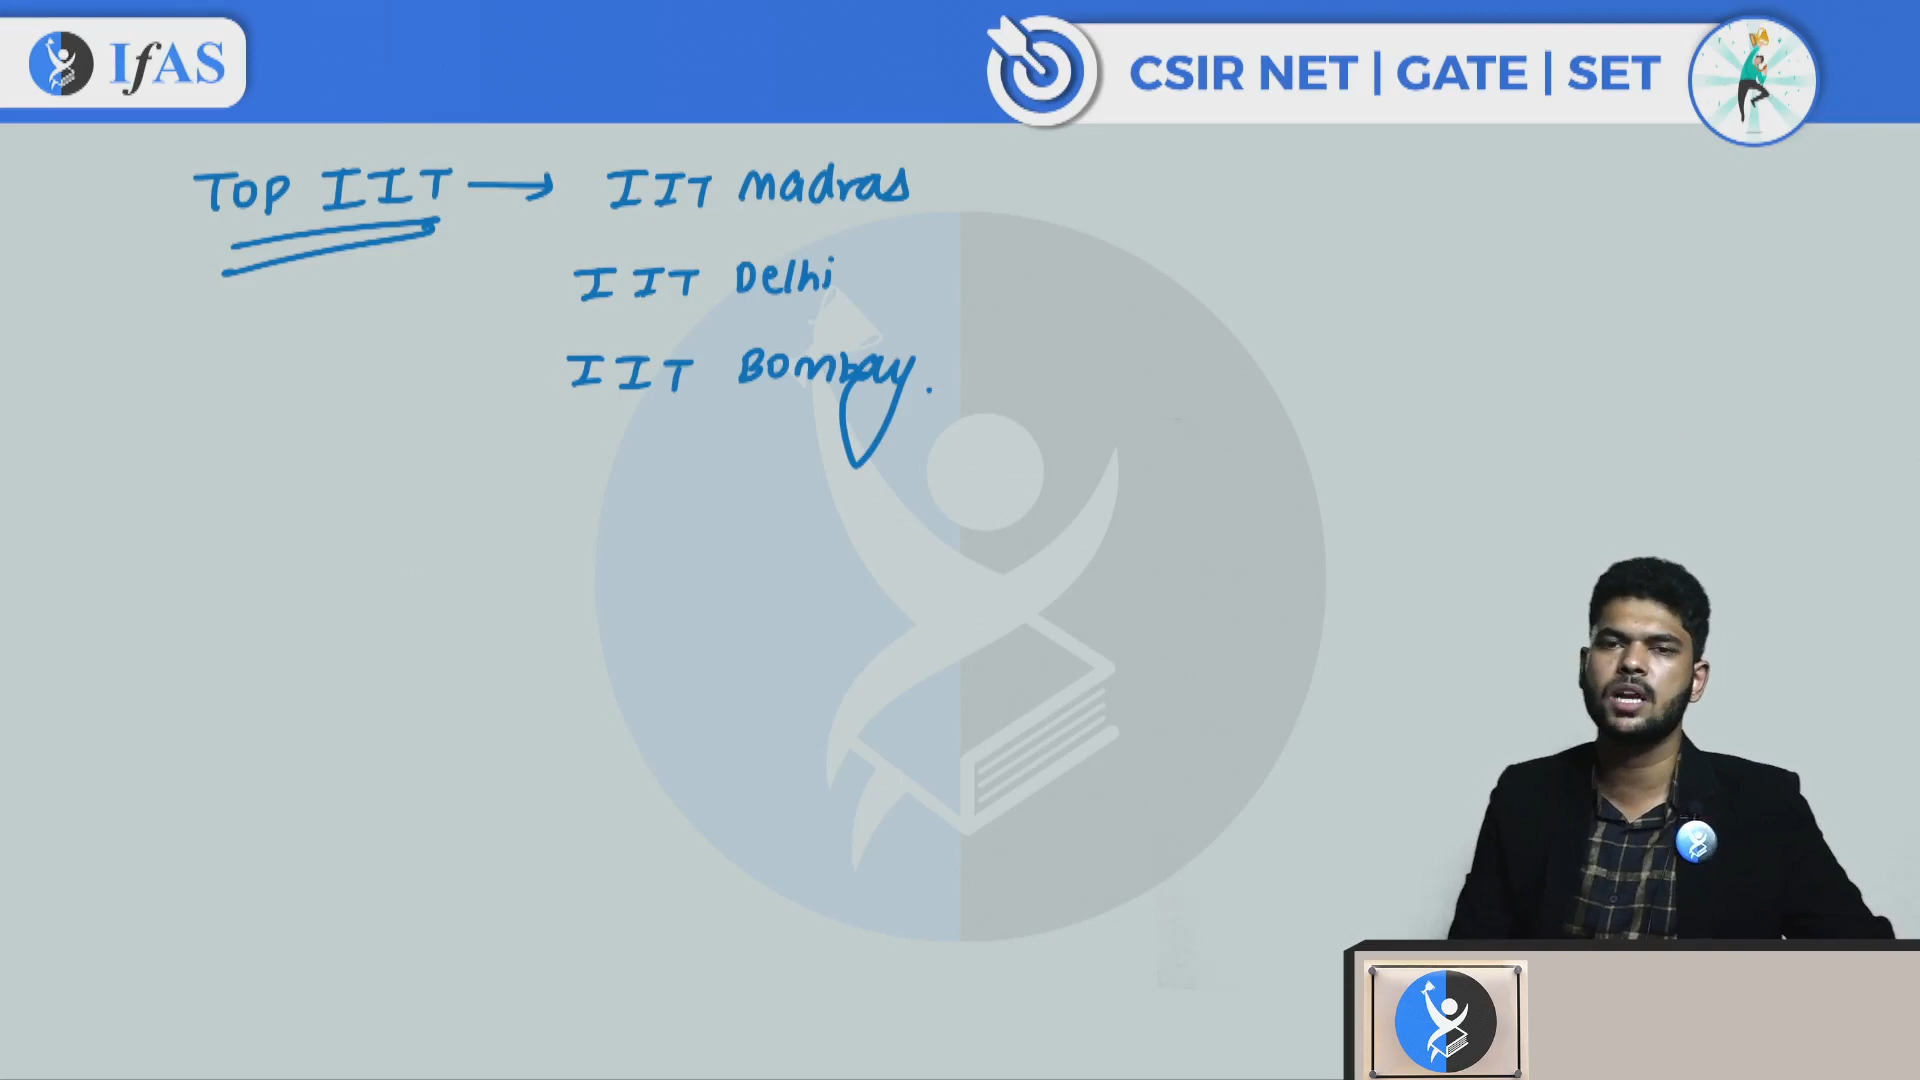 IfAS
CSIR NET | GATE | SET
TOP IIT → IIT madras
IIT Delhi
IIT Bombay.